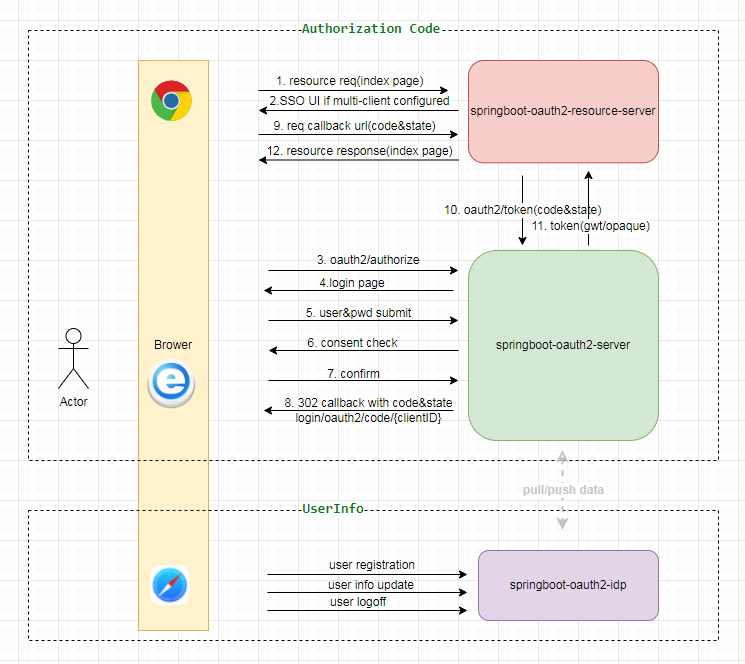 Authorization Code
1. resource req(index page)
2.SSO UI if multi-client configured
9. req callback url(code&state)
12. resource response(index page)
springboot-oauth2-resource-server
10. oauth2/token(code&state)
11. token(gwt/opaque)
3. oauth2/authorize
4.login page
5. user&pwd submit
6. consent check
7. confirm
8. 302 callback with code&state
login/oauth2/code/{clientID}
springboot-oauth2-server
Brower
Actor
pull/push data
UserInfo
user registration
user info update
user logoff
springboot-oauth2-idp